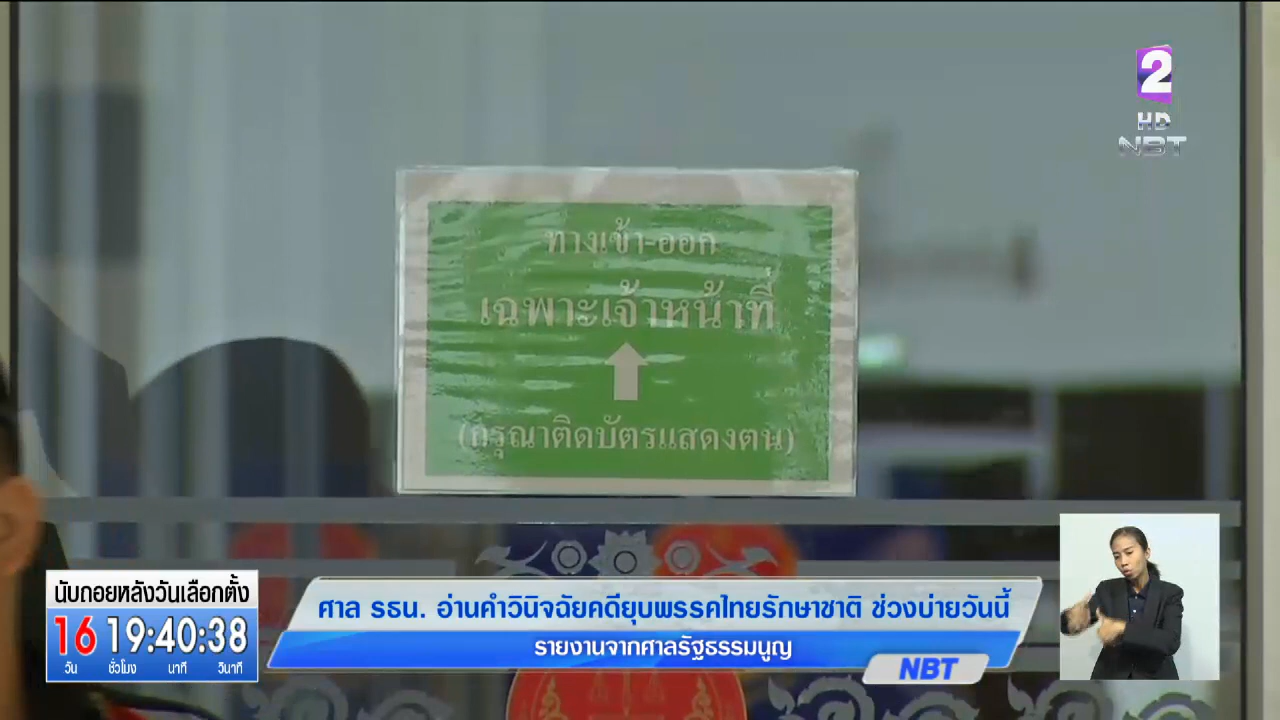 2
HD
NBT
ทางเข้า-ออก
เฉพาะเจ้าหน้าที่
(กรุณาติดบัตรแสดงตน)
นับถอยหลังวันเลือกตั้ง
16 19:40:38
วัน ชั่วโมง นาที วินาที
ศาล รธน. อ่านคำวินิจฉัยคดียุบพรรคไทยรักษาชาติ ช่วงบ่ายวันนี้
รายงานจากศาลรัฐธรรมนูญ
NBT